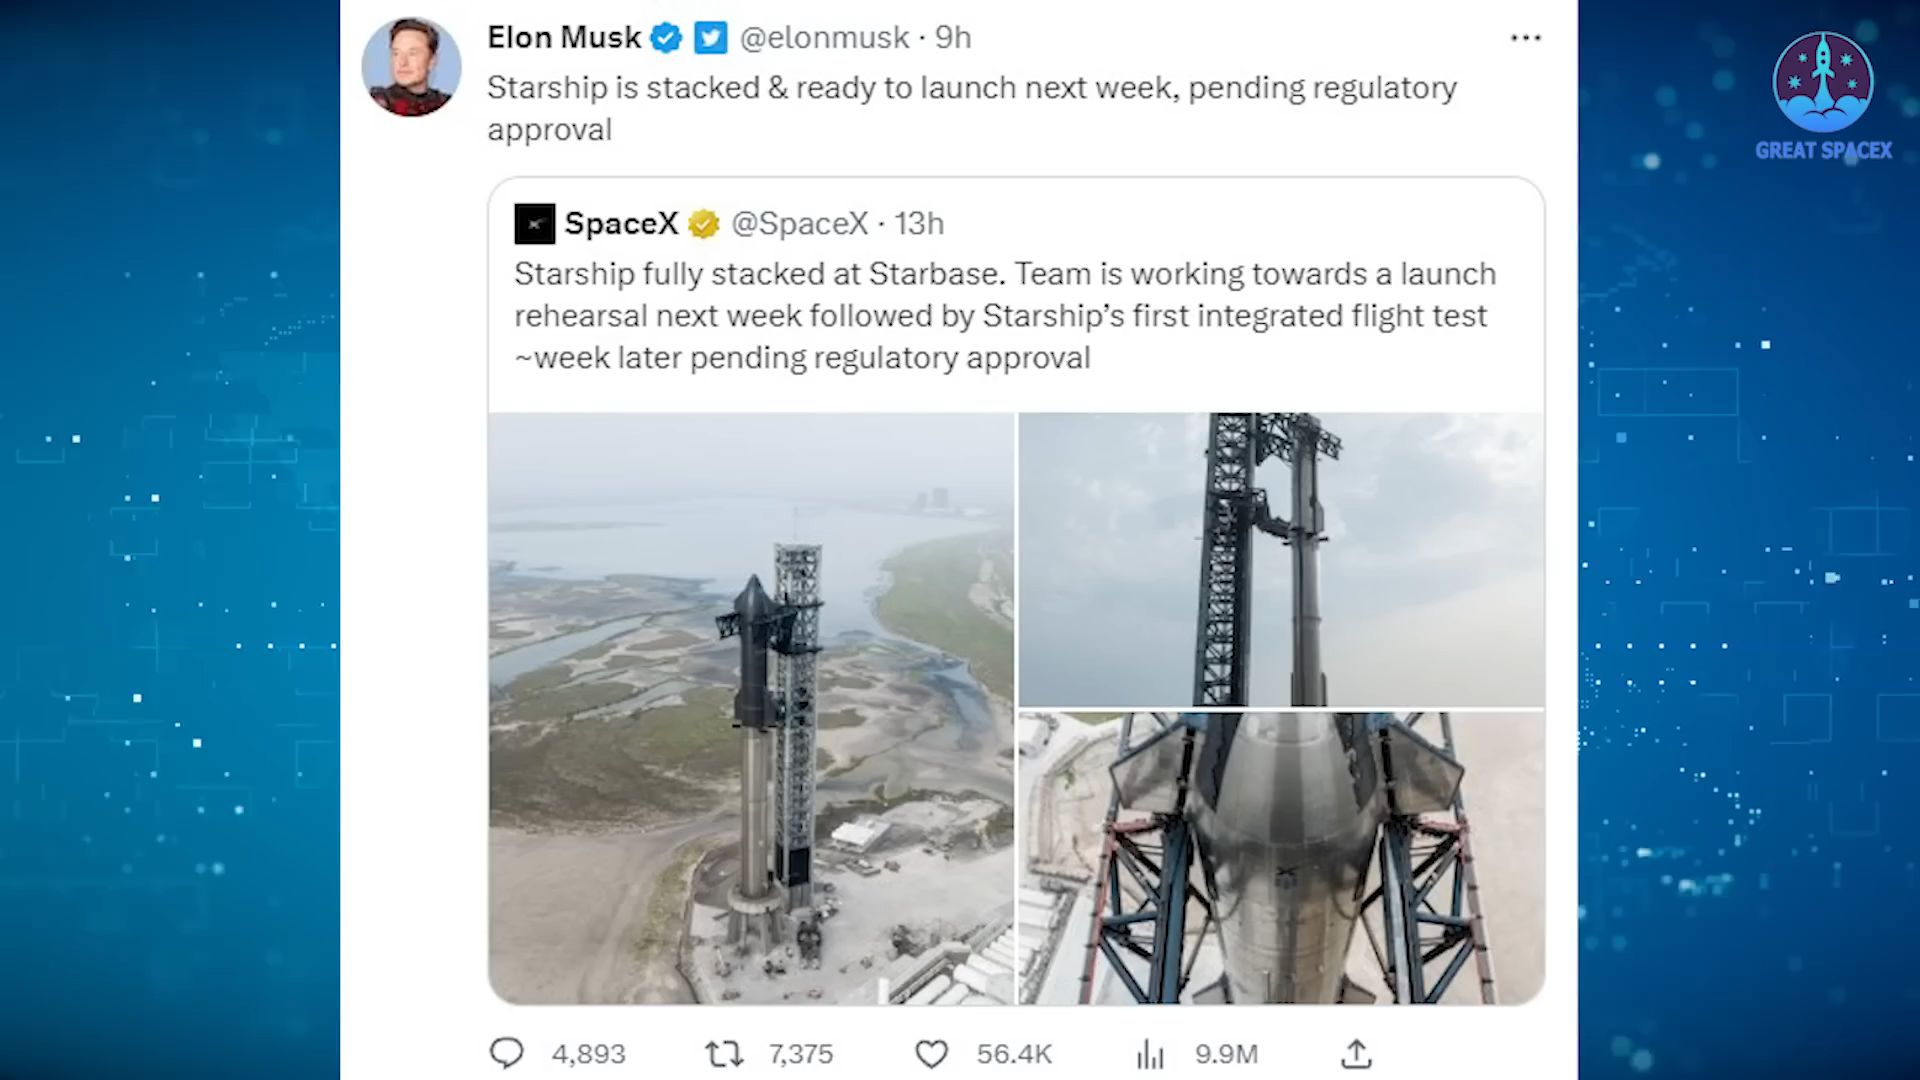 Elon Musk @elonmusk · 9h
Starship is stacked & ready to launch next week, pending regulatory
approval
SpaceX @SpaceX · 13h
Starship fully stacked at Starbase. Team is working towards a launch
rehearsal next week followed by Starship’s first integrated flight test
~week later pending regulatory approval
4,893 7,375 56.4K 9.9M
GREAT SPACEX